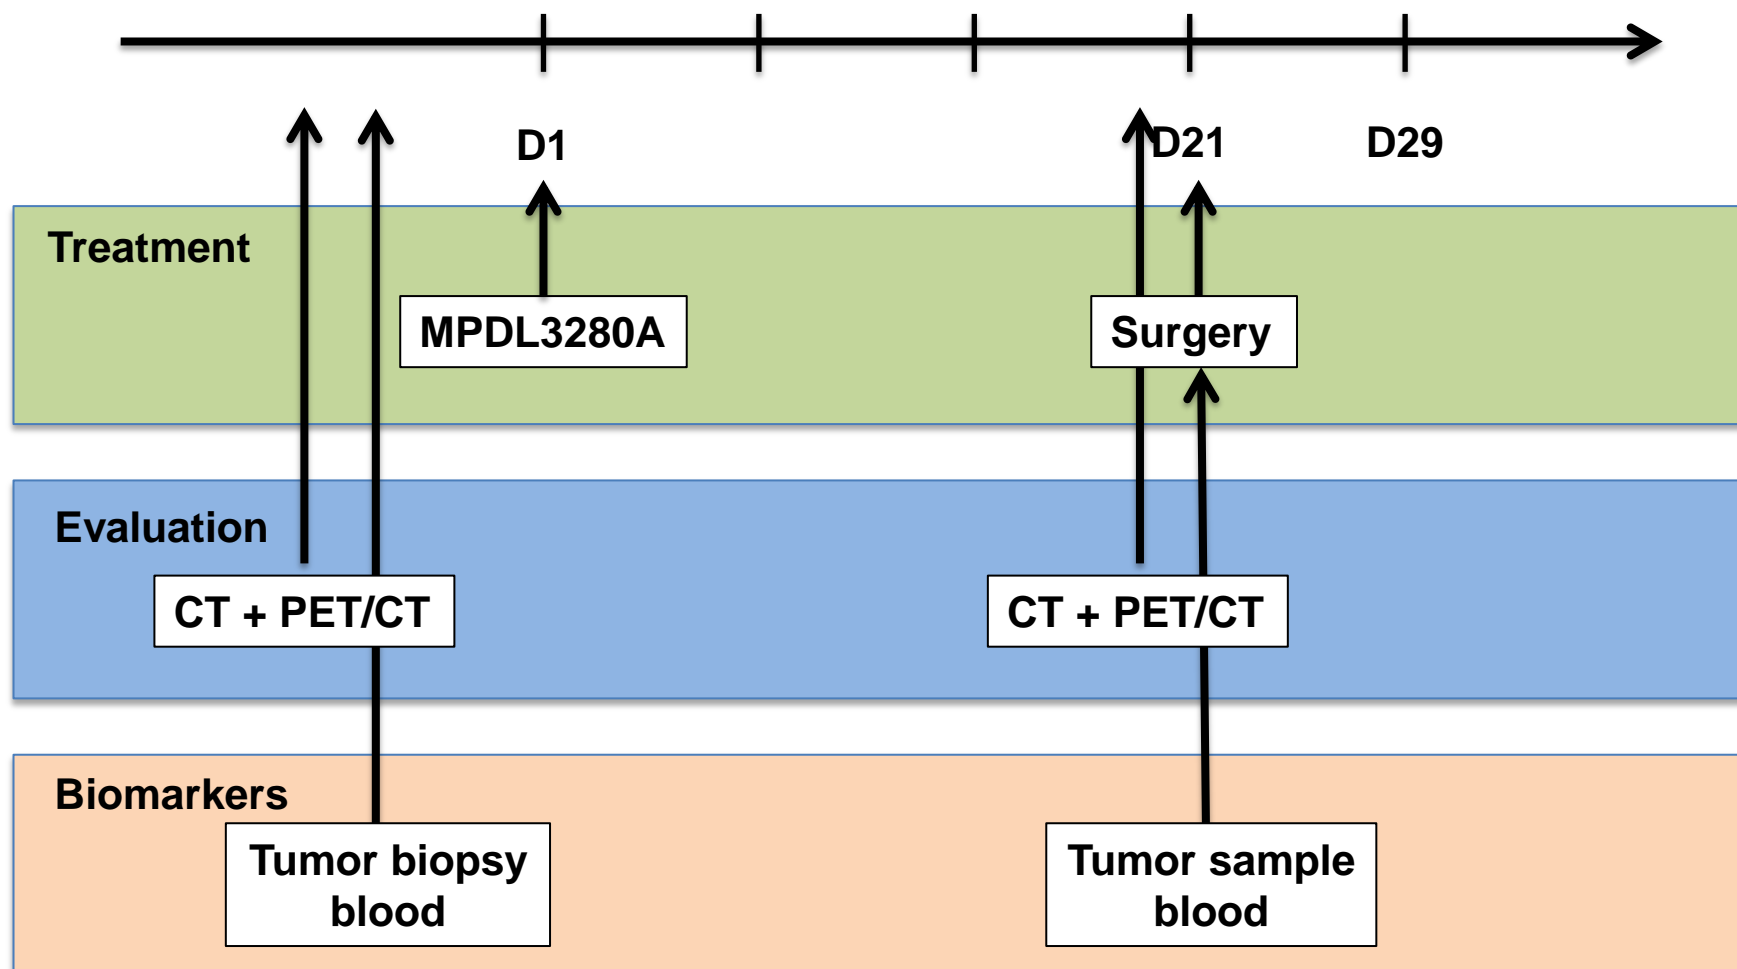 D1
D21
D29
Treatment
MPDL3280A
Surgery
Evaluation
CT + PET/CT
CT + PET/CT
Biomarkers
Tumor biopsy
blood
Tumor sample
blood